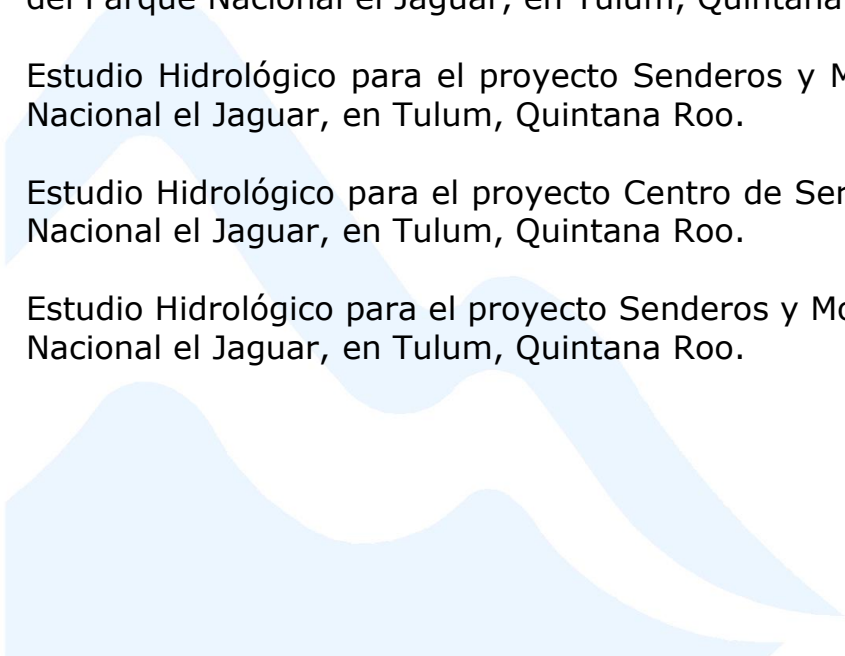 del Parque Nacional el Jaguar, en Tulum, Quintana
Estudio Hidrológico para el proyecto Senderos y
Nacional el Jaguar, en Tulum, Quintana Roo.
Estudio Hidrológico para el proyecto Centro de
Nacional el Jaguar, en Tulum, Quintana Roo.
Estudio Hidrológico para el proyecto Senderos y
Nacional el Jaguar, en Tulum, Quintana Roo.